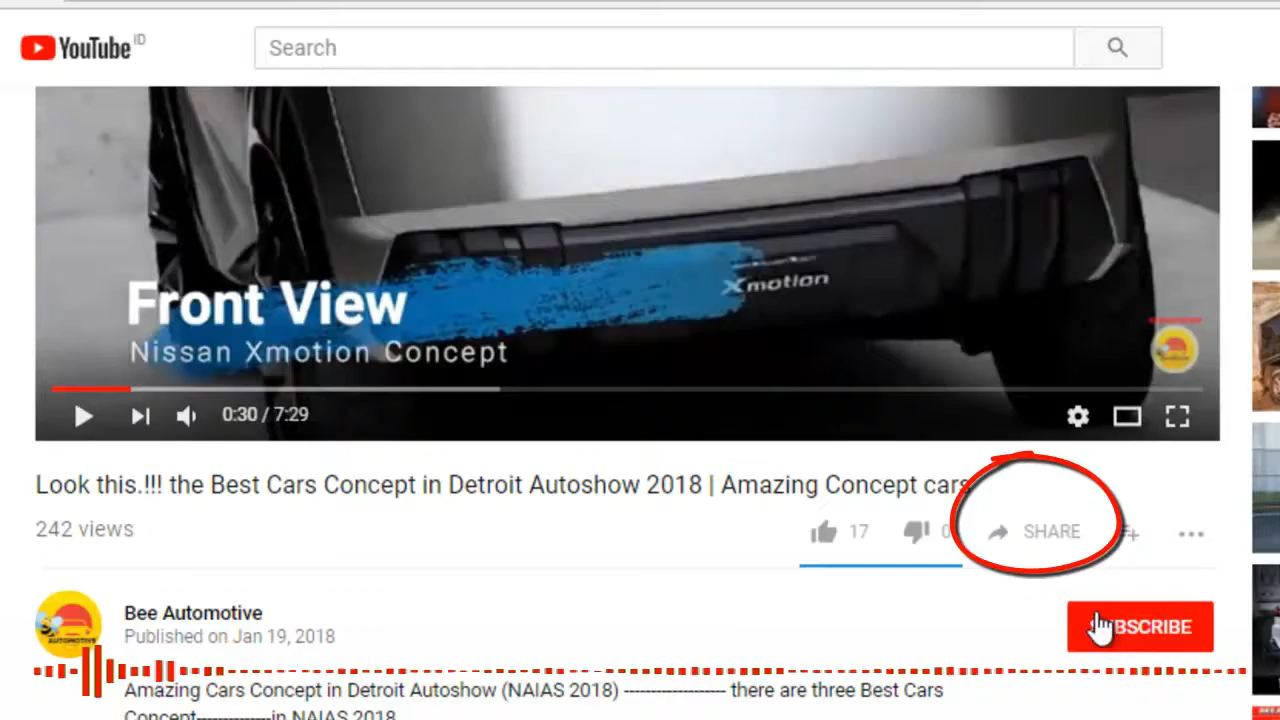 YouTube ID
Search
Xmotion
Front View
Nissan Xmotion Concept
0:30 / 7:29
Look this.!!! the Best Cars Concept in Detroit Autoshow 2018 | Amazing Concept cars
242 views
17
0
SHARE
Bee Automotive
Published on Jan 19, 2018
SUBSCRIBE
AUTOMOTIVE
Amazing Cars Concept in Detroit Autoshow (NAIAS 2018) -------------------- there are three Best Cars
Concept--------------in NAIAS 2018